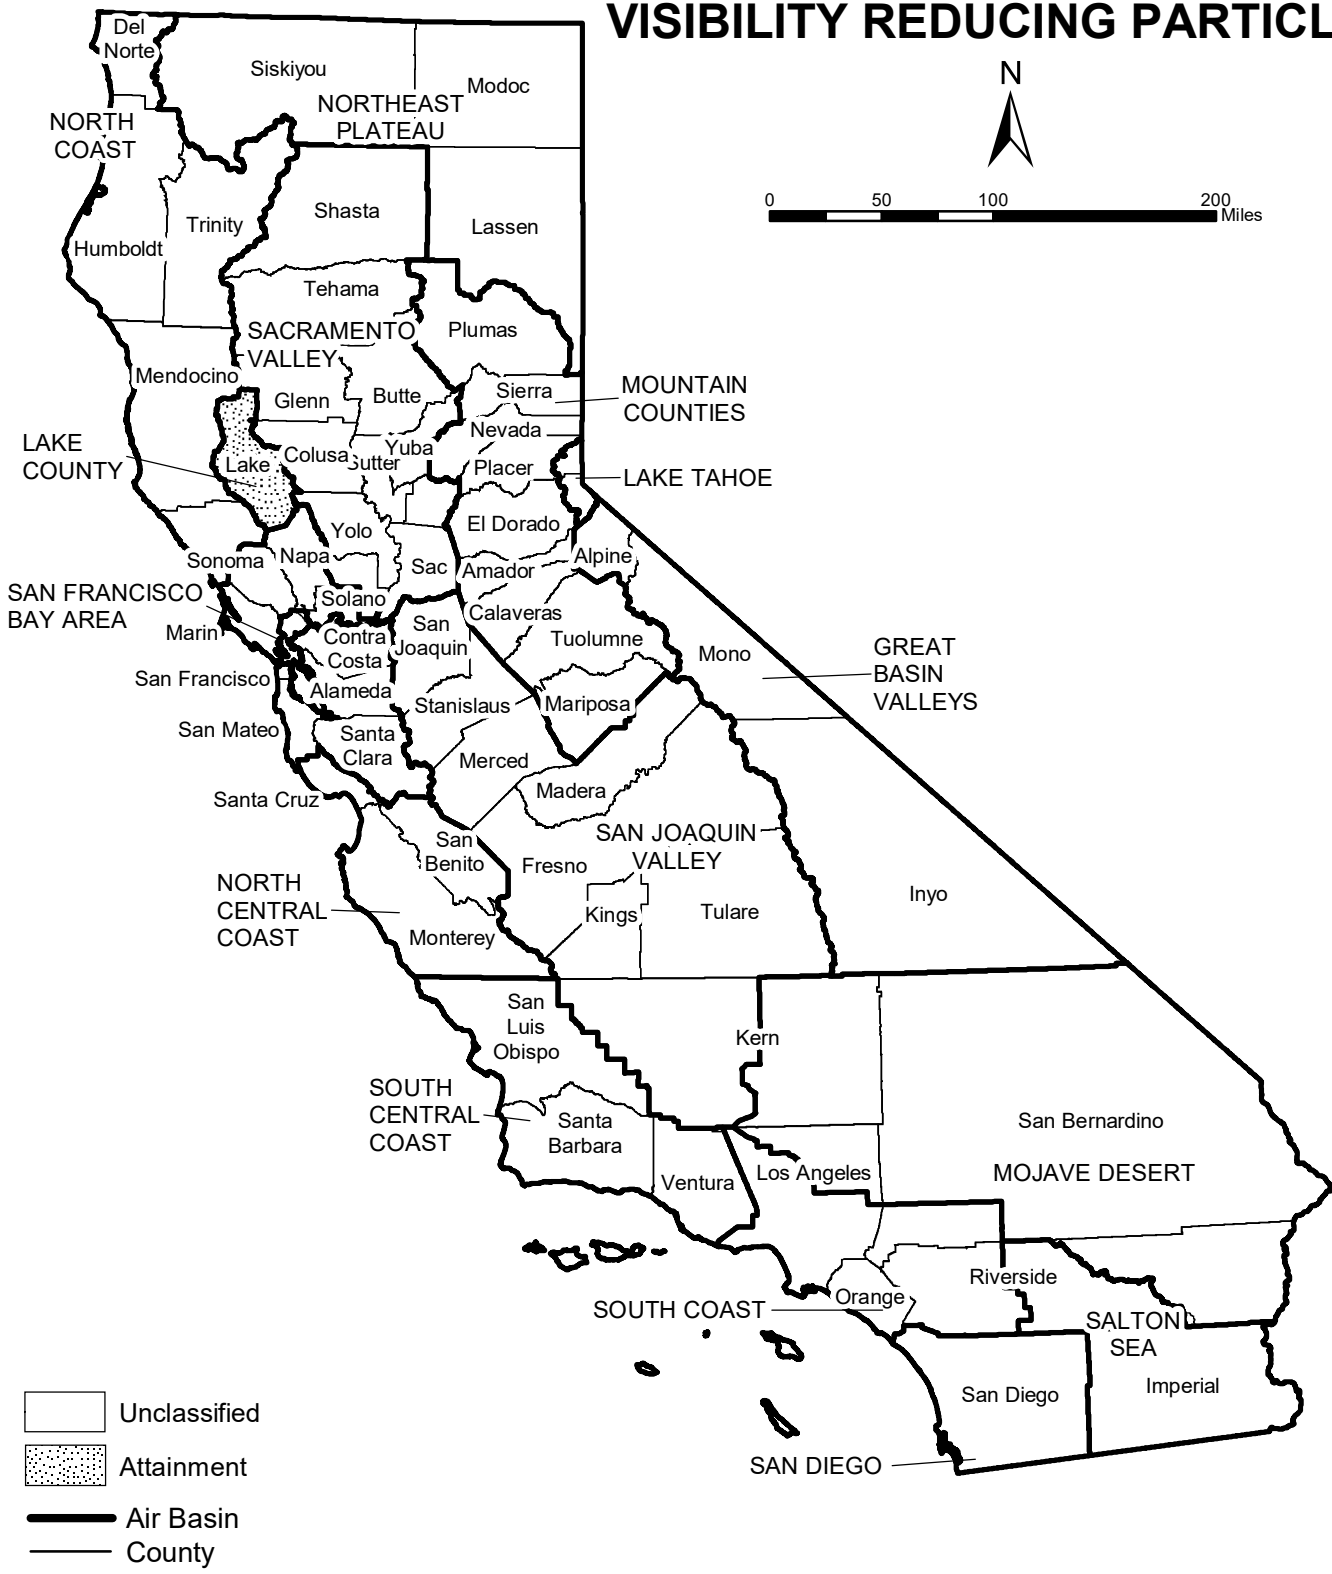 VISIBILITY REDUCING PARTICL
N
0 50 100 200
Miles
Del
Norte
Siskiyou
Modoc
NORTHEAST
PLATEAU
NORTH
COAST
Shasta
Trinity
Lassen
Humboldt
Tehama
SACRAMENTO
VALLEY
Plumas
Mendocino
Glenn
Butte
Sierra
MOUNTAIN
COUNTIES
Nevada
LAKE
COUNTY
Lake
Colusa
Sutter
Yuba
Placer
LAKE TAHOE
Yolo
El Dorado
Sonoma
Napa
Sac
Amador
Alpine
SAN FRANCISCO
BAY AREA
Solano
Calaveras
Marin
Contra
Costa
San
Joaquin
Tuolumne
Mono
GREAT
BASIN
VALLEYS
San Francisco
Alameda
Stanislaus
Mariposa
San Mateo
Santa
Clara
Merced
Madera
Santa Cruz
San
Benito
Fresno
SAN JOAQUIN
VALLEY
NORTH
CENTRAL
COAST
Kings
Tulare
Inyo
Monterey
San
Luis
Obispo
Kern
SOUTH
CENTRAL
COAST
Santa
Barbara
San Bernardino
Ventura
Los Angeles
MOJAVE DESERT
Riverside
Orange
SOUTH COAST
SALTON
SEA
San Diego
Imperial
SAN DIEGO
Unclassified
Attainment
Air Basin
County